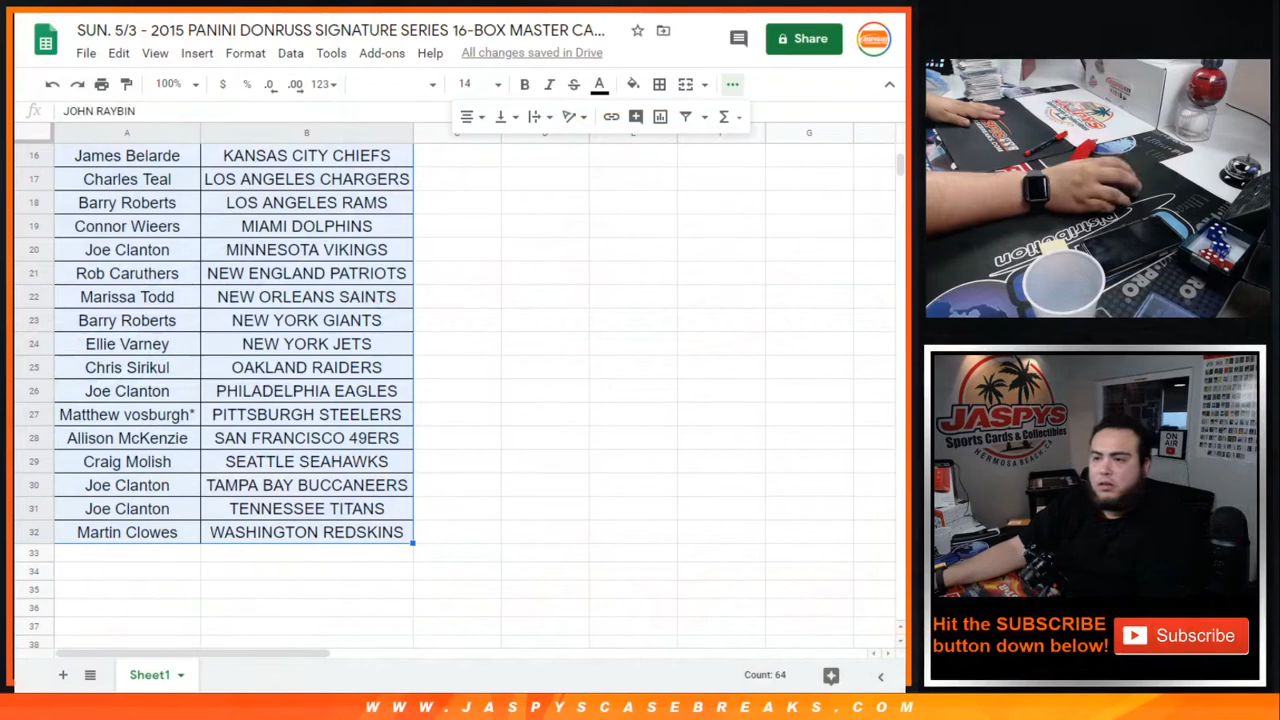 SUN. 5/3 - 2015 PANINI DONRUSS SIGNATURE SERIES 16-BOX MASTER CA...
File Edit View Insert Format Data Tools Add-ons Help All changes saved in Drive
Share
100% $ % .0 .00 123 14 B I S A
fx JOHN RAYBIN
A B G
16 James Belarde KANSAS CITY CHIEFS
17 Charles Teal LOS ANGELES CHARGERS
18 Barry Roberts LOS ANGELES RAMS
19 Connor Wieers MIAMI DOLPHINS
20 Joe Clanton MINNESOTA VIKINGS
21 Rob Caruthers NEW ENGLAND PATRIOTS
22 Marissa Todd NEW ORLEANS SAINTS
23 Barry Roberts NEW YORK GIANTS
24 Ellie Varney NEW YORK JETS
25 Chris Sirikul OAKLAND RAIDERS
26 Joe Clanton PHILADELPHIA EAGLES
27 Matthew vosburgh* PITTSBURGH STEELERS
28 Allison McKenzie SAN FRANCISCO 49ERS
29 Craig Molish SEATTLE SEAHAWKS
30 Joe Clanton TAMPA BAY BUCCANEERS
31 Joe Clanton TENNESSEE TITANS
32 Martin Clowes WASHINGTON REDSKINS
33
34
35
36
37
38
Sheet1
Count: 64
Distribution
JASPYS
Sports Cards & Collectibles
HERMOSA BEACH, CA
ON AIR
Hit the SUBSCRIBE
button down below!
Subscribe
WWW.JASPYSCASEBREAKS.COM